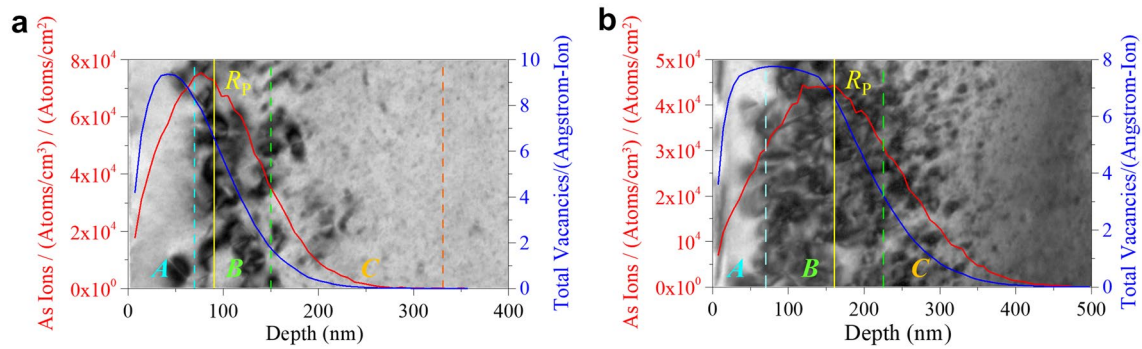 a
As Ions / (Atoms/cm³) / (Atoms/cm²)
8x10⁴
6x10⁴
4x10⁴
2x10⁴
0x10⁰
R_P
A
B
C
10
8
6
4
2
0
Total Vacancies/(Angstrom-Ion)
0
100
200
300
400
Depth (nm)
b
As Ions / (Atoms/cm³) / (Atoms/cm²)
5x10⁴
4x10⁴
3x10⁴
2x10⁴
10⁴
0x10⁰
R_P
A
B
C
8
6
4
2
0
Total Vacancies/(Angstrom-Ion)
0
100
200
300
400
500
Depth (nm)